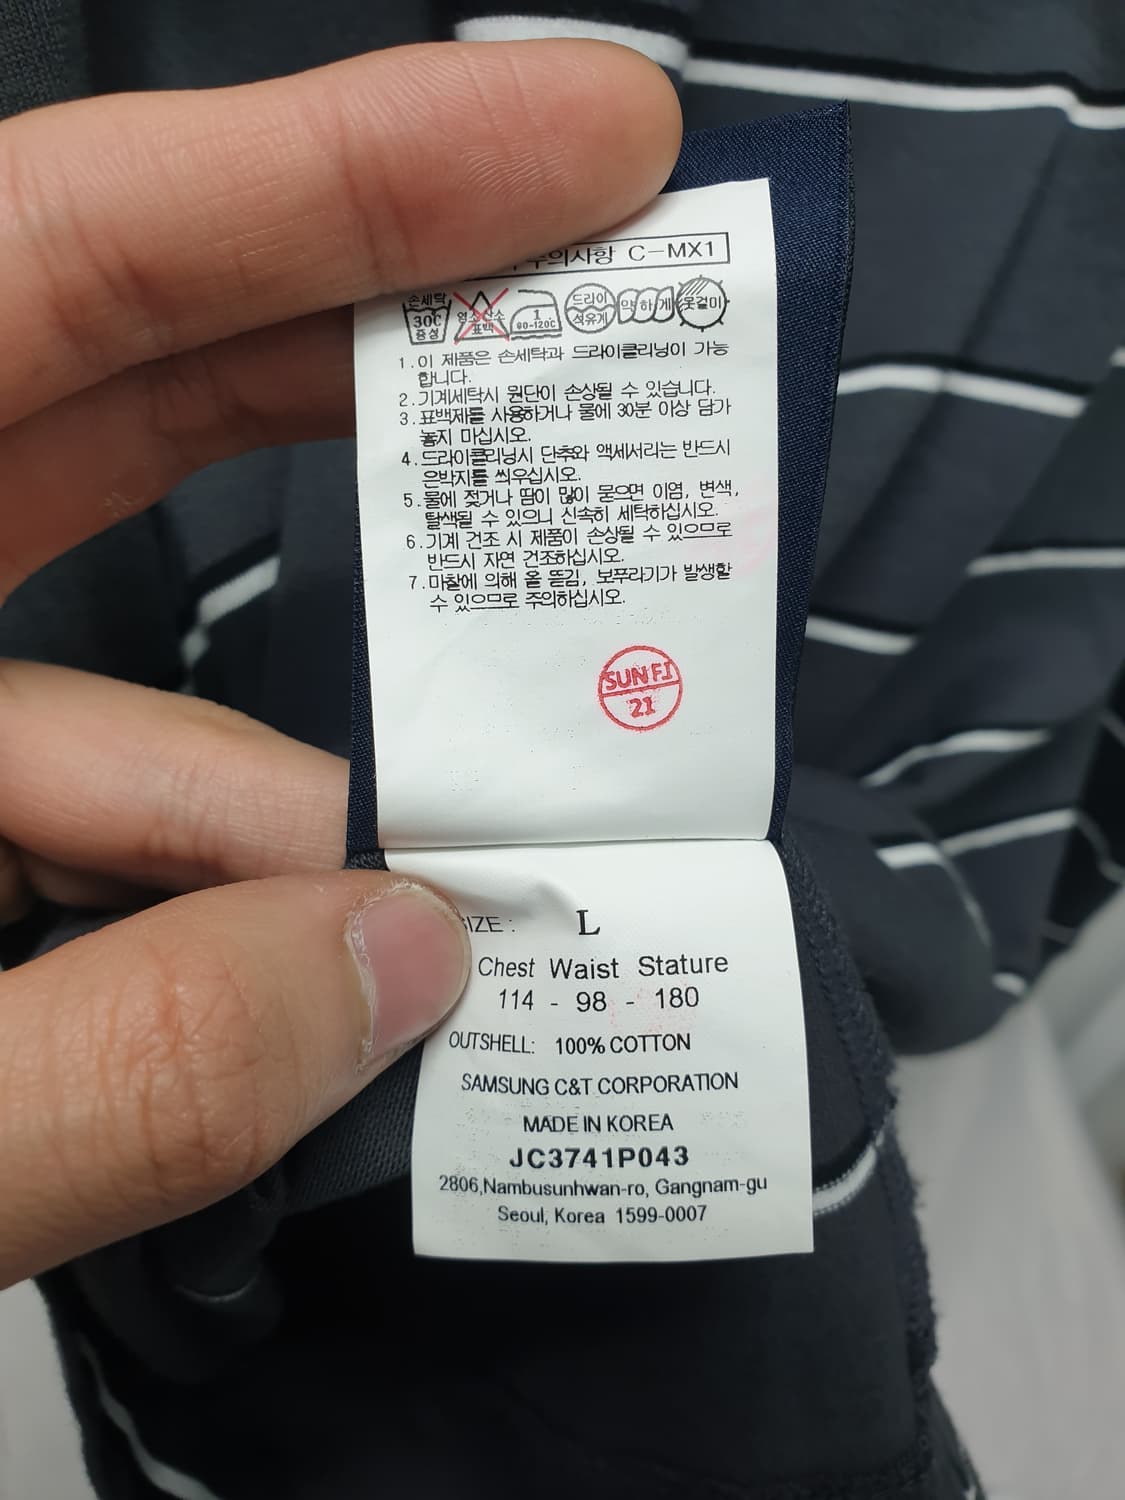 주의사항 C-MX1
손세탁 30C 중성
염소 산소 표백
1 80-120C
드라이 석유계
약하게
옷걸이
1. 이 제품은 손세탁과 드라이클리닝이 가능
합니다.
2. 기계세탁시 원단이 손상될 수 있습니다.
3. 표백제를 사용하거나 물에 30분 이상 담가
놓지 마십시오.
4. 드라이클리닝시 단추와 액세서리는 반드시
은박지를 씌우십시오.
5. 물에 젖거나 땀이 많이 묻으면 이염, 변색,
탈색될 수 있으니 신속히 세탁하십시오.
6. 기계 건조 시 제품이 손상될 수 있으므로
반드시 자연 건조하십시오.
7. 마찰에 의해 올 뜯김, 보푸라기가 발생할
수 있으므로 주의하십시오.
SUN FI
21
SIZE : L
Chest Waist Stature
114 - 98 - 180
OUTSHELL: 100% COTTON
SAMSUNG C&T CORPORATION
MADE IN KOREA
JC3741P043
2806,Nambusunhwan-ro, Gangnam-gu
Seoul, Korea 1599-0007